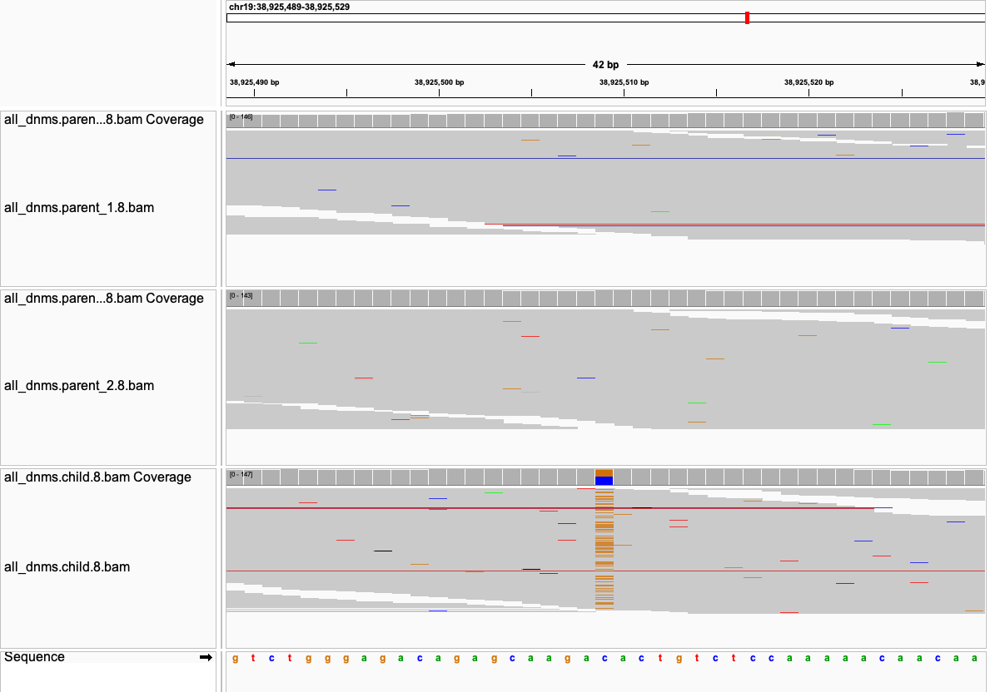 chr19:38,925,489-38,925,529
42 bp
38,925,490 bp 38,925,500 bp 38,925,510 bp 38,925,520 bp 38,9
all_dnms.paren...8.bam Coverage
[0 - 146]
all_dnms.parent_1.8.bam
all_dnms.paren...8.bam Coverage
[0 - 143]
all_dnms.parent_2.8.bam
all_dnms.child.8.bam Coverage
[0 - 147]
all_dnms.child.8.bam
Sequence
g t c t g g g a g a c a g a g c a a g a c a c t g t c t c c a a a a a c a a c a a